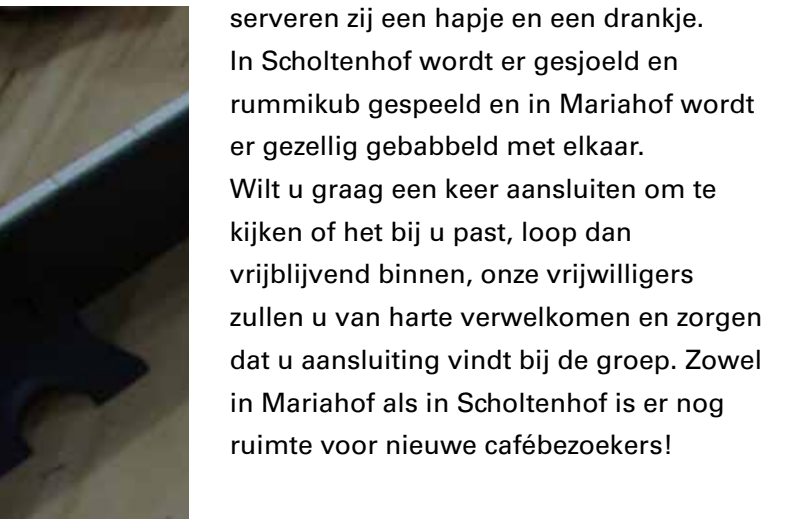 serveren zij een hapje en een drankje.
In Scholtenhof wordt er gesjoeld en
rummikub gespeeld en in Mariahof wordt
er gezellig gebabbeld met elkaar.
Wilt u graag een keer aansluiten om te
kijken of het bij u past, loop dan
vrijblijvend binnen, onze vrijwilligers
zullen u van harte verwelkomen en zorgen
dat u aansluiting vindt bij de groep. Zowel
in Mariahof als in Scholtenhof is er nog
ruimte voor nieuwe cafébezoekers!